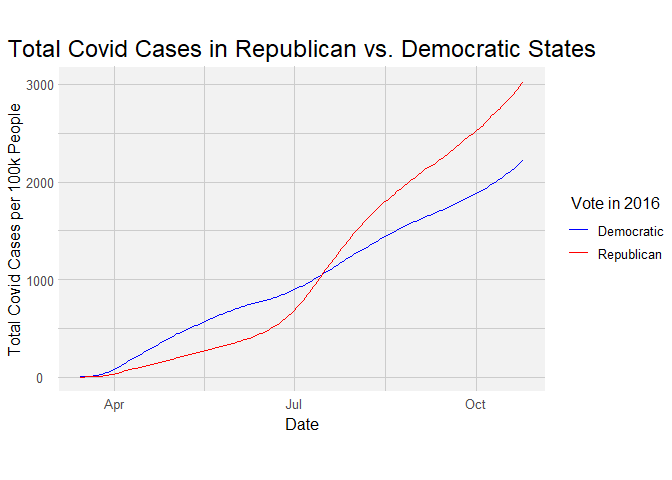 Total Covid Cases in Republican vs. Democratic States
Total Covid Cases per 100k People
3000
2000
1000
0
Apr
Jul
Oct
Date
Vote in 2016
Democratic
Republican